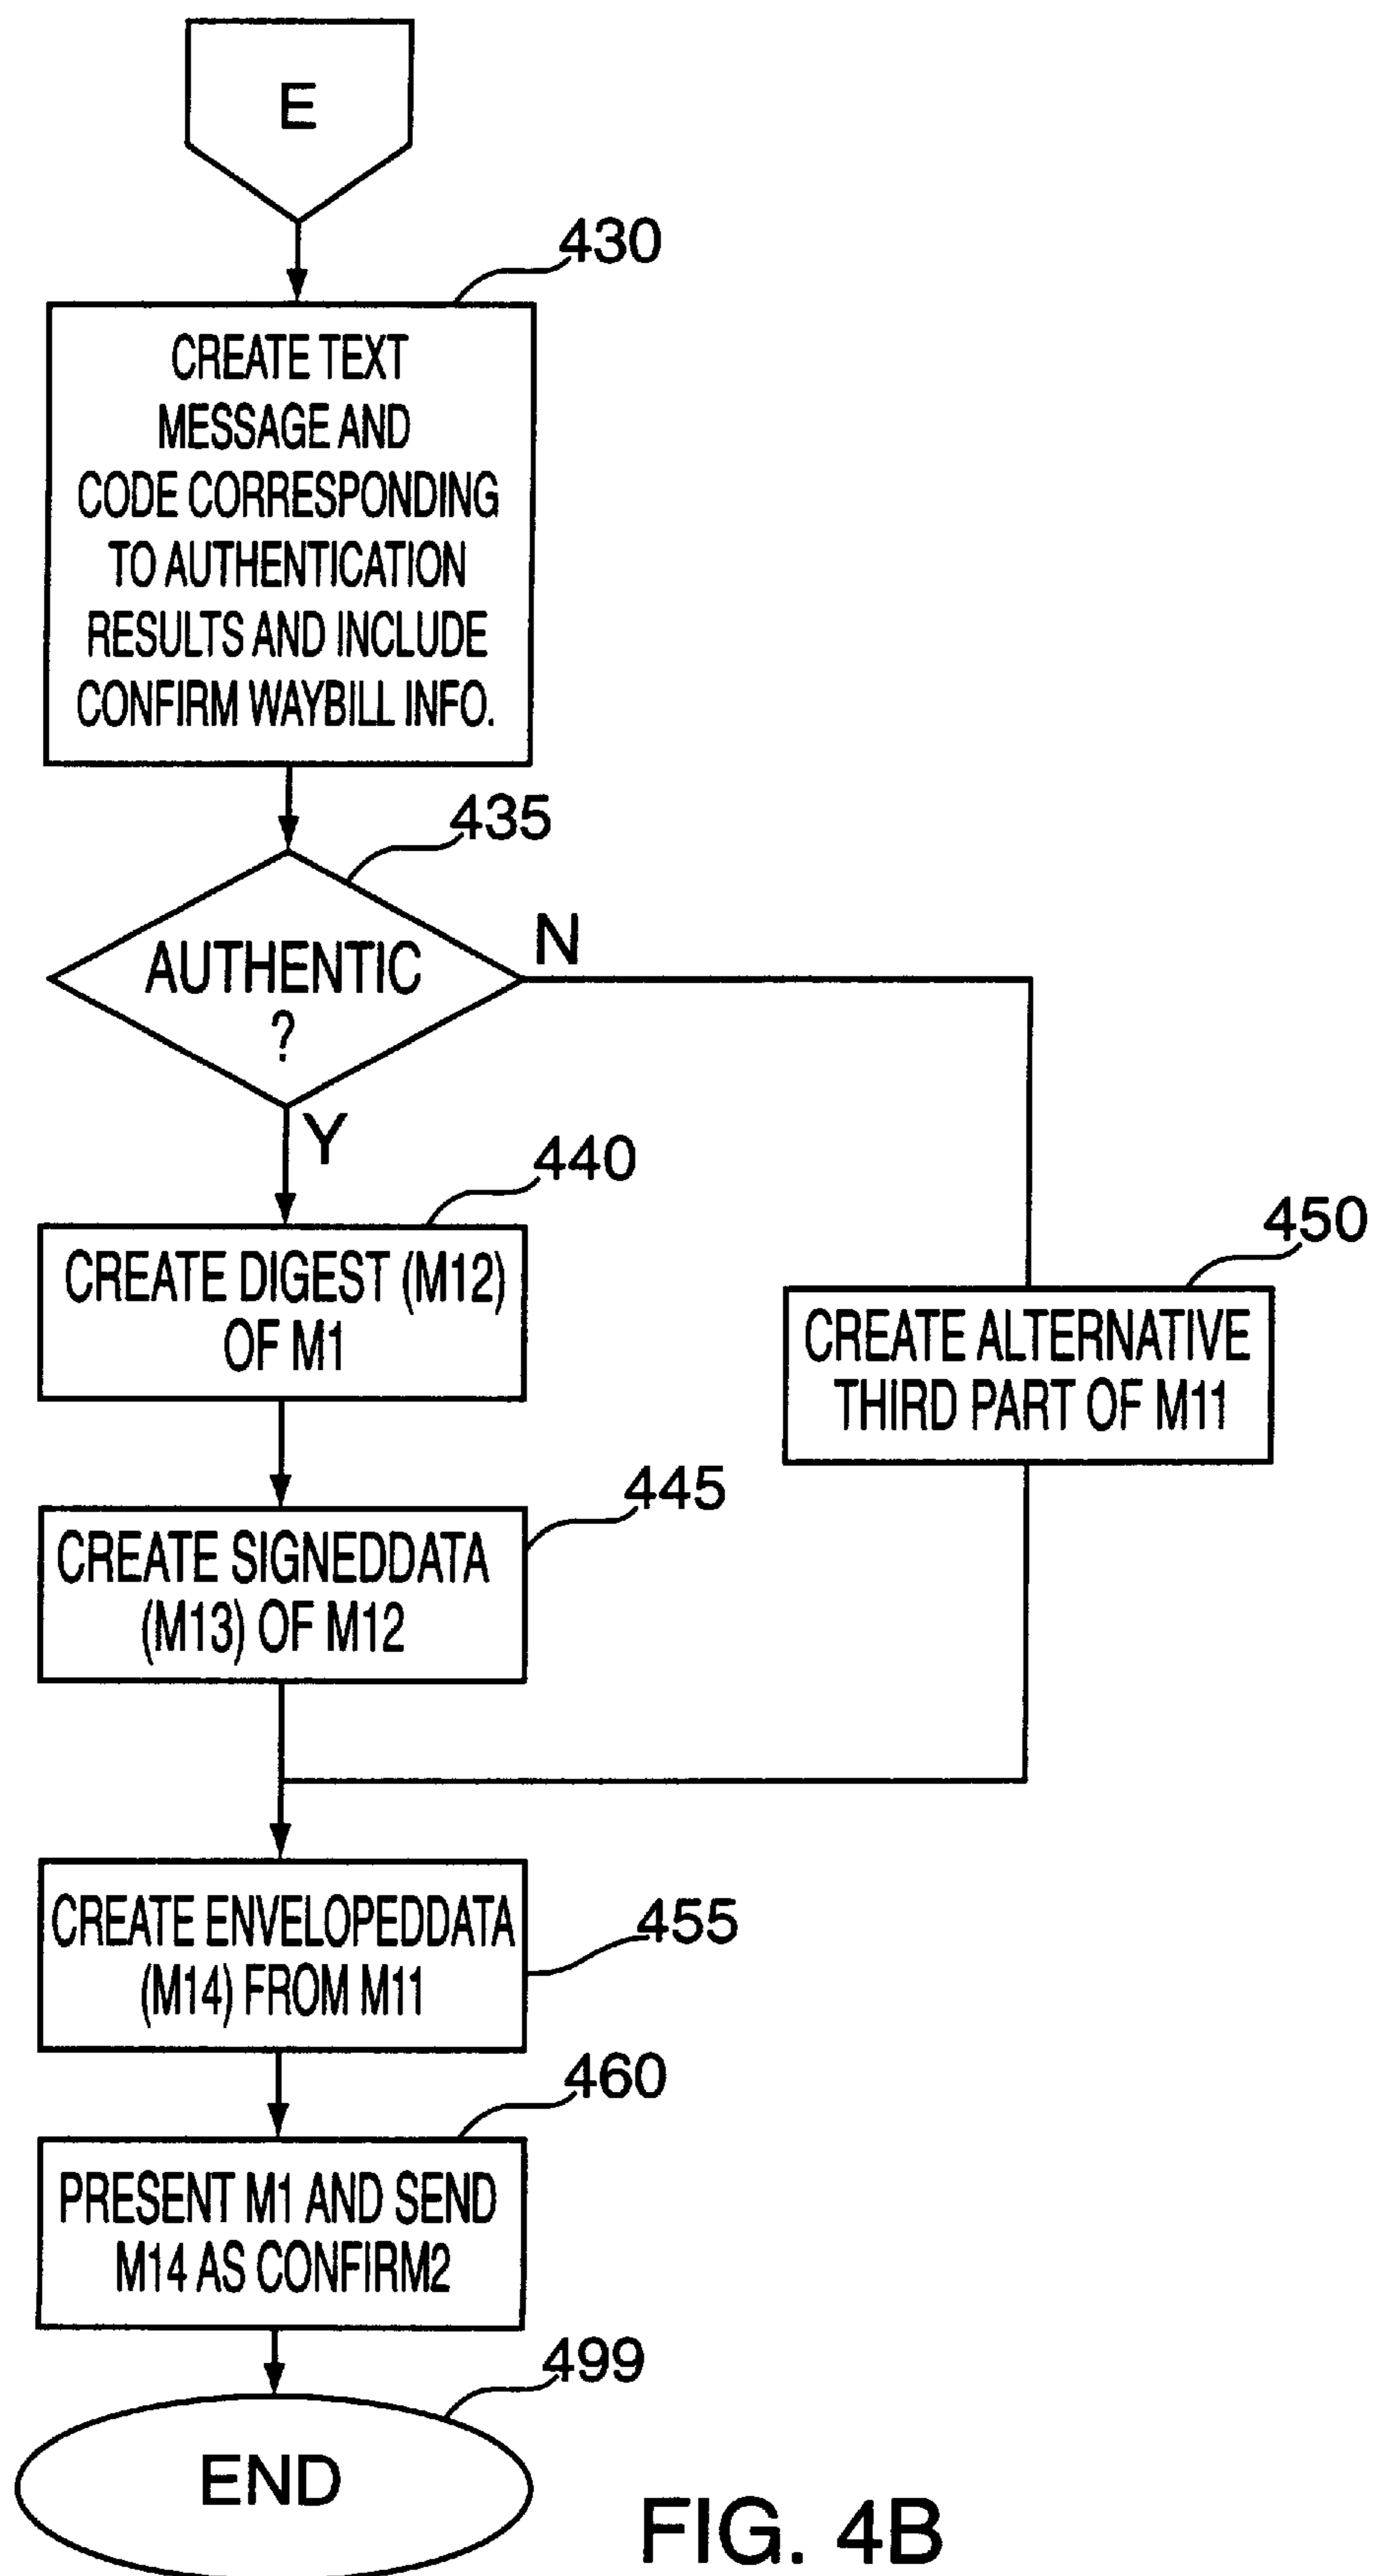 E
430
CREATE TEXT
MESSAGE AND
CODE CORRESPONDING
TO AUTHENTICATION
RESULTS AND INCLUDE
CONFIRM WAYBILL INFO.
435
AUTHENTIC
?
N
Y
440
CREATE DIGEST (M12)
OF M1
450
CREATE ALTERNATIVE
THIRD PART OF M11
445
CREATE SIGNEDDATA
(M13) OF M12
455
CREATE ENVELOPEDDATA
(M14) FROM M11
460
PRESENT M1 AND SEND
M14 AS CONFIRM2
499
END
FIG. 4B